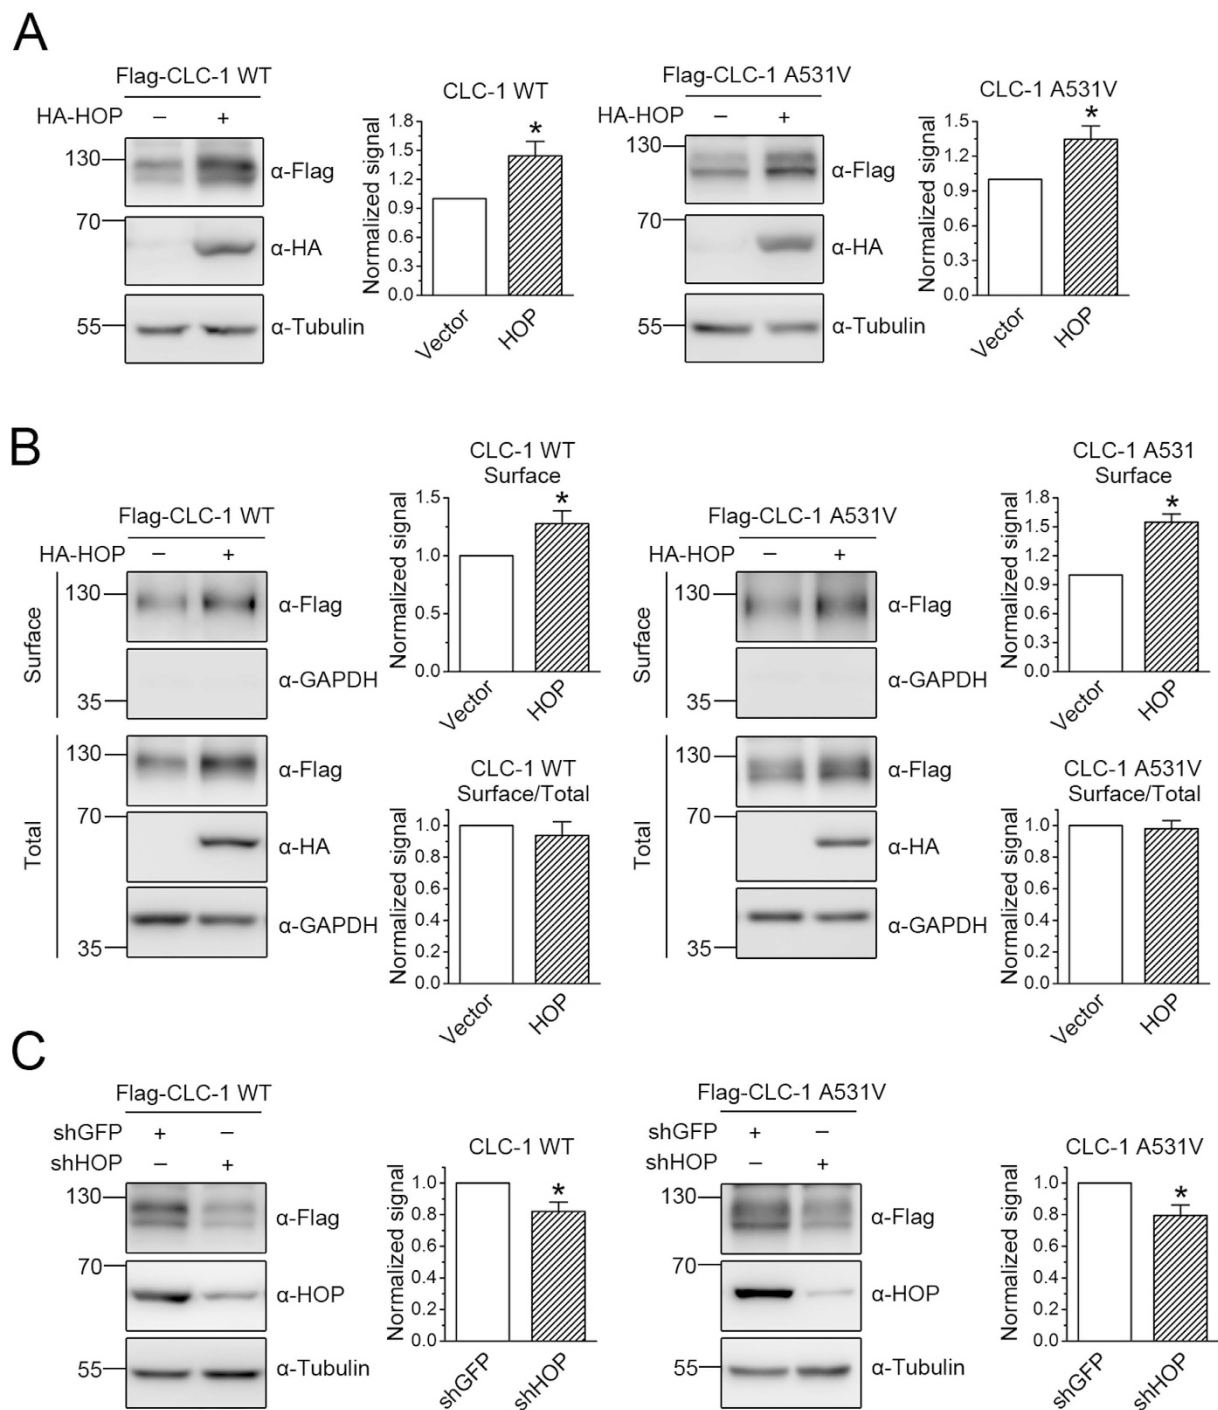 A
Flag-CLC-1 WT
HA-HOP – +
130 α-Flag
70 α-HA
55 α-Tubulin
CLC-1 WT
Normalized signal
1.8
1.5
1.2
0.9
0.6
0.3
0.0
*
Vector HOP
Flag-CLC-1 A531V
HA-HOP – +
130 α-Flag
70 α-HA
55 α-Tubulin
CLC-1 A531V
Normalized signal
1.8
1.5
1.2
0.9
0.6
0.3
0.0
*
Vector HOP
B
Flag-CLC-1 WT
HA-HOP – +
Surface
130 α-Flag
α-GAPDH
35
Total
130 α-Flag
70
α-HA
α-GAPDH
35
CLC-1 WT
Surface
Normalized signal
1.5
1.0
0.5
0.0
*
Vector HOP
CLC-1 WT
Surface/Total
Normalized signal
1.0
0.8
0.6
0.4
0.2
0.0
Vector HOP
Flag-CLC-1 A531V
HA-HOP – +
Surface
130 α-Flag
α-GAPDH
35
Total
130 α-Flag
70
α-HA
α-GAPDH
35
CLC-1 A531
Surface
Normalized signal
1.8
1.5
1.2
0.9
0.6
0.3
0.0
*
Vector HOP
CLC-1 A531V
Surface/Total
Normalized signal
1.0
0.8
0.6
0.4
0.2
0.0
Vector HOP
C
Flag-CLC-1 WT
shGFP + –
shHOP – +
130 α-Flag
70 α-HOP
55 α-Tubulin
CLC-1 WT
Normalized signal
1.0
0.8
0.6
0.4
0.2
0.0
*
shGFP shHOP
Flag-CLC-1 A531V
shGFP + –
shHOP – +
130 α-Flag
70 α-HOP
55 α-Tubulin
CLC-1 A531V
Normalized signal
1.0
0.8
0.6
0.4
0.2
0.0
*
shGFP shHOP